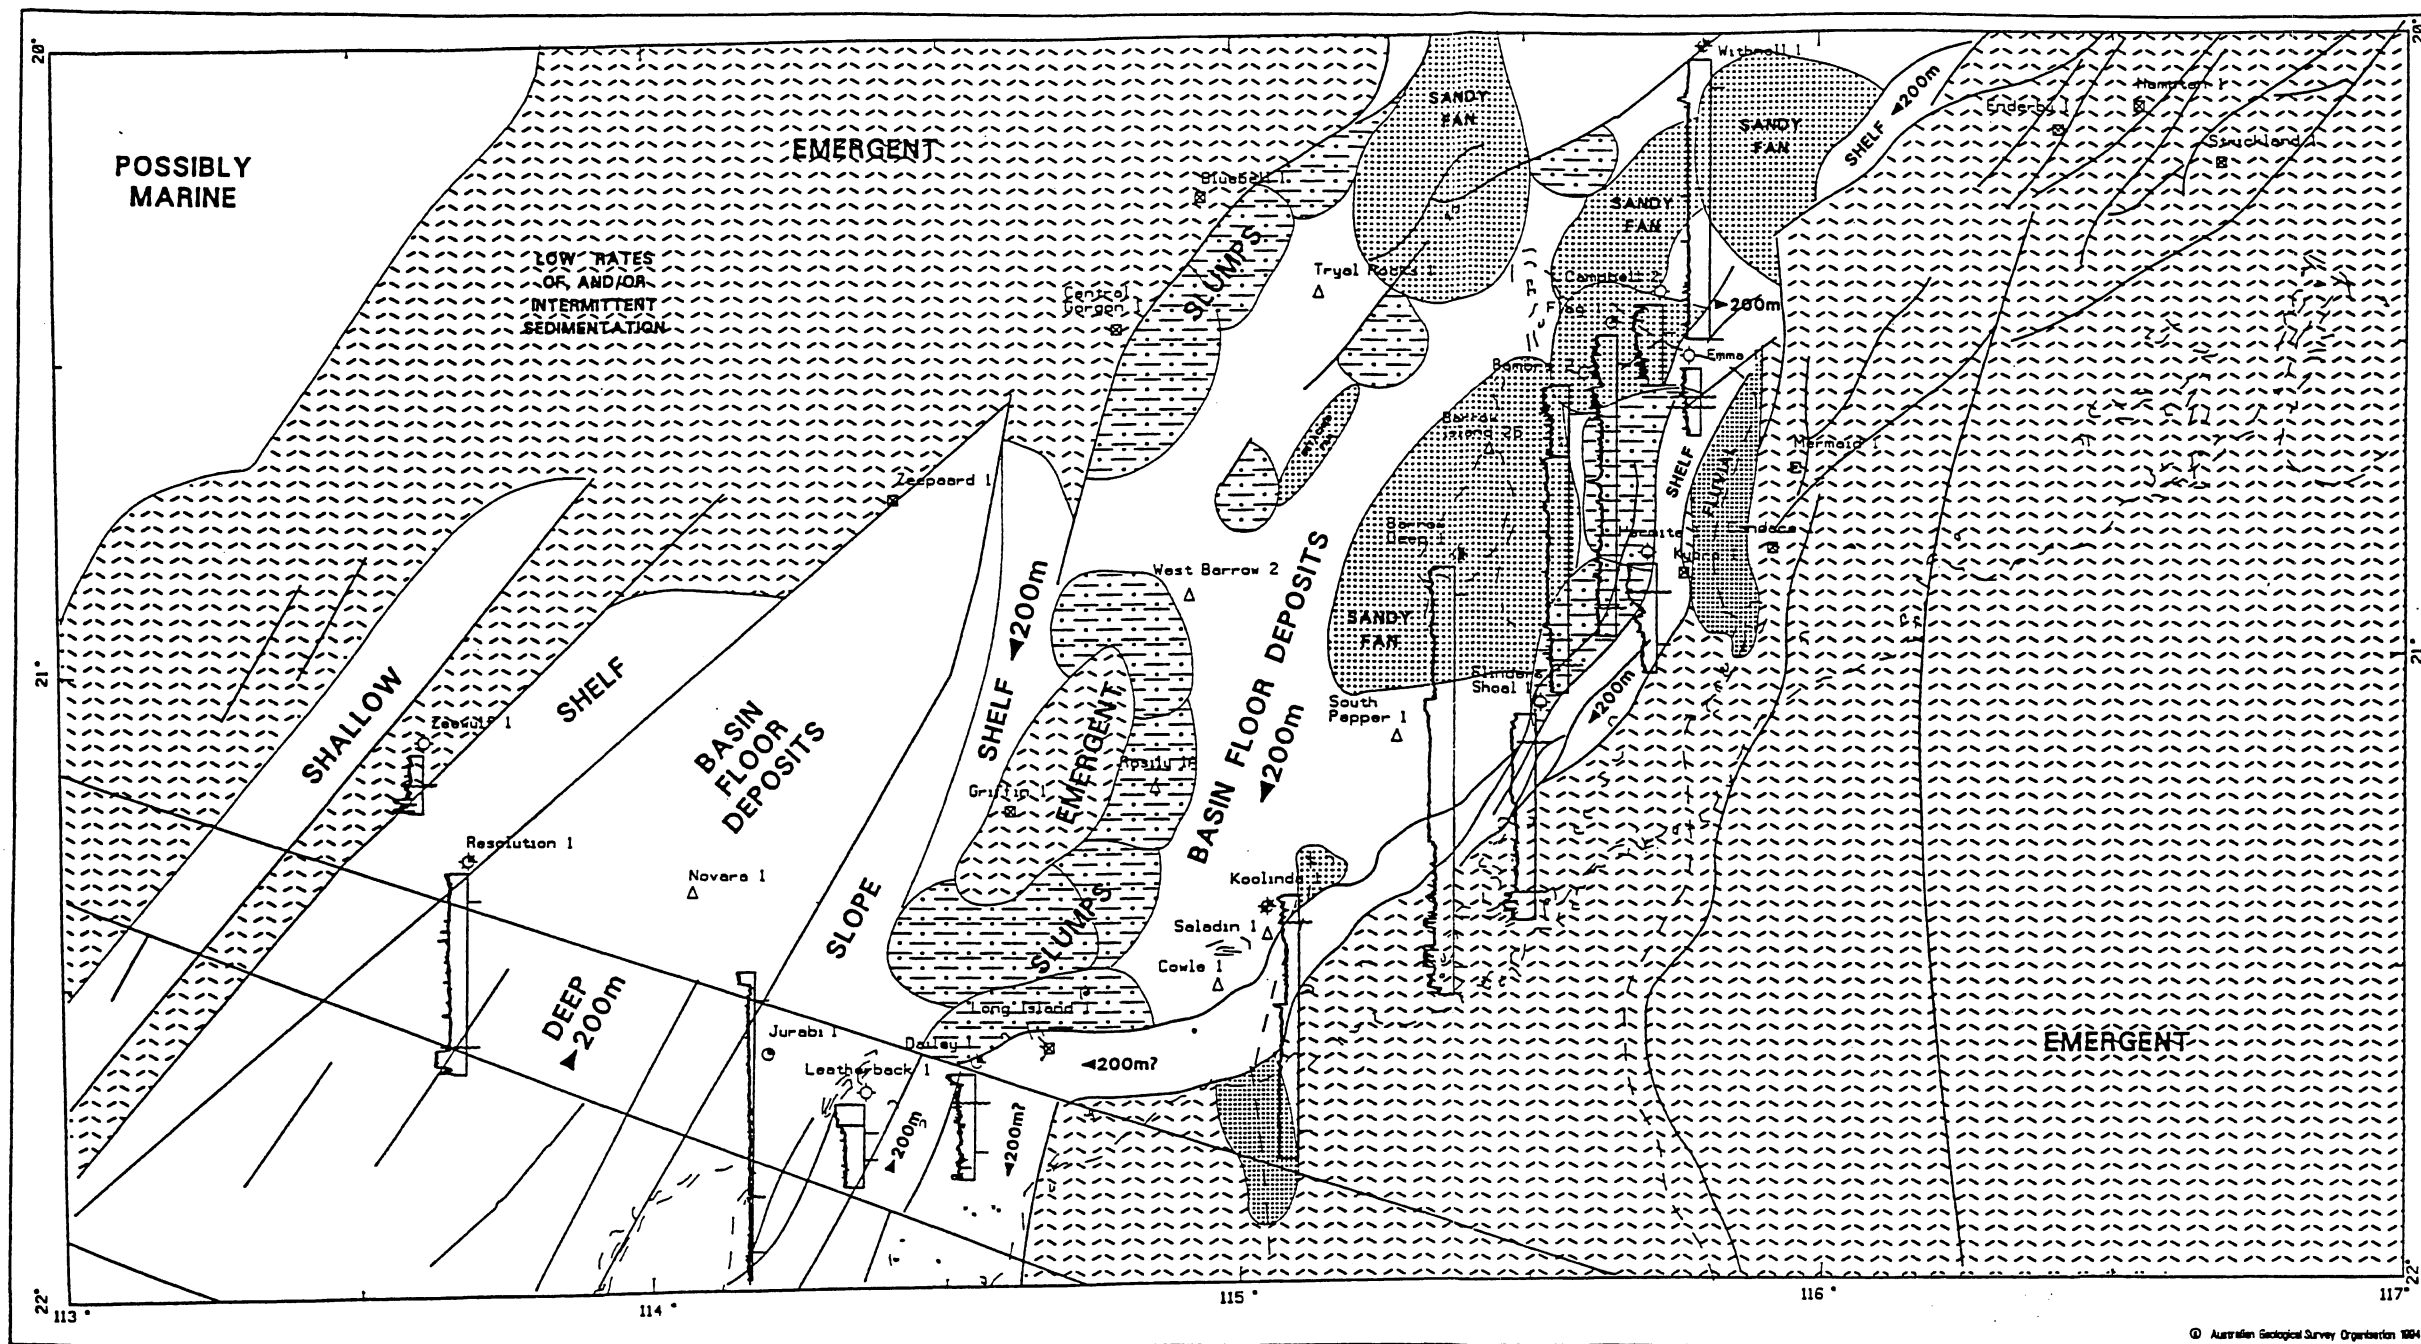 20°
20°
Withnell 1
SHELF ◄200m
SANDY
FAN
SANDY
FAN
Enderby 1
Hampton 1
Strickland 1
POSSIBLY
MARINE
EMERGENT
Bluebell 1
SANDY
FAN
SLUMPS
LOW RATES
OF, AND/OR
INTERMITTENT
SEDIMENTATION
Tryal Rocks 1
Campbell 2
Central
Gorgon 1
►200m
Emma 1
Barrow
Island 25
Mermaid 1
SHELF
FLUVIAL
Zeepaard 1
Barrow
Deep 1
West Barrow 2
◄200m
SHELF
BASIN FLOOR DEPOSITS
◄200m
SANDY
FAN
21°
21°
SHELF
SHALLOW
Zeewulf 1
BASIN
FLOOR
DEPOSITS
EMERGENT
Rosily 1A
Griffin 1
South
Pepper 1
Flinders
Shoal 1
◄200m
Resolution 1
Novara 1
SLOPE
SLUMPS
Koolinda 1
Saladin 1
Cowle 1
Long Island 1
DEEP
►200m
Jurabi 1
Dailey 1
Leatherback 1
◄200m?
►200m
◄200m?
EMERGENT
22°
22°
113°
114°
115°
116°
117°
© Australian Geological Survey Organisation 1994